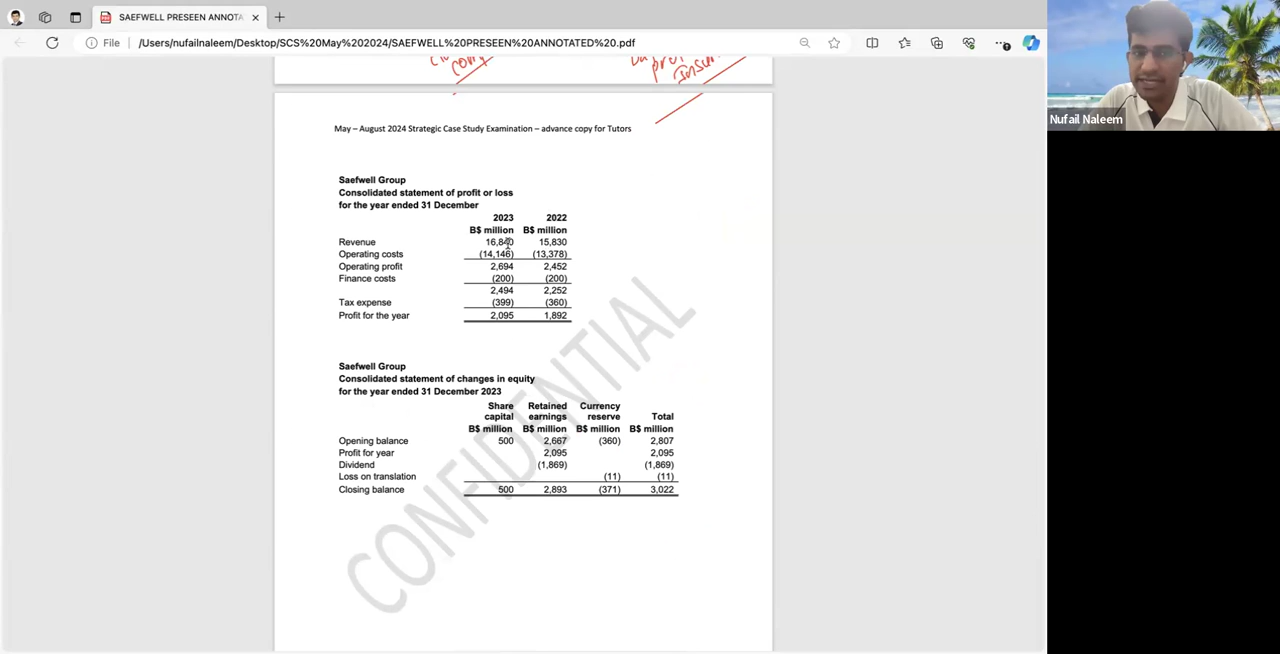 SAEFWELL PRESEEN ANNOTA
File
/Users/nufailnaleem/Desktop/SCS%20May%202024/SAEFWELL%20PRESEEN%20ANNOTATED%20.pdf
Nufail Naleem
May – August 2024 Strategic Case Study Examination – advance copy for Tutors
Saefwell Group
Consolidated statement of profit or loss
for the year ended 31 December
2023 2022
B$ million B$ million
Revenue 16,840 15,830
Operating costs (14,146) (13,378)
Operating profit 2,694 2,452
Finance costs (200) (200)
2,494 2,252
Tax expense (399) (360)
Profit for the year 2,095 1,892
Saefwell Group
Consolidated statement of changes in equity
for the year ended 31 December 2023
Share Retained Currency
capital earnings reserve Total
B$ million B$ million B$ million B$ million
Opening balance 500 2,667 (360) 2,807
Profit for year 2,095 2,095
Dividend (1,869) (1,869)
Loss on translation (11) (11)
Closing balance 500 2,893 (371) 3,022
CONFIDENTIAL